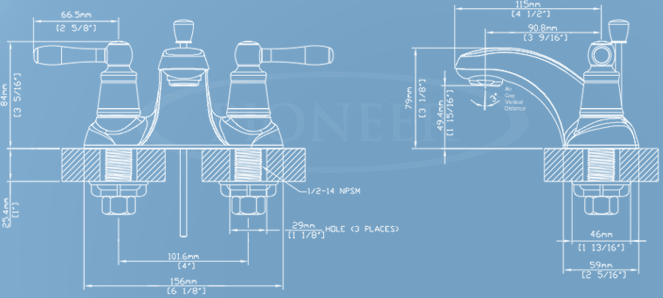 66.5mm
[2 5/8"]
84mm
[3 5/16"]
25.4mm
[1"]
1/2-14 NPSM
29mm
[1 1/8"]
HOLE (3 PLACES)
101.6mm
[4"]
156mm
[6 1/8"]
PIONEER
115mm
[4 1/2"]
90.8mm
[3 9/16"]
79mm
[3 1/8"]
49.4mm
[1 15/16"]
Air
Gap
Vertical
Distance
46mm
[1 13/16"]
59mm
[2 5/16"]